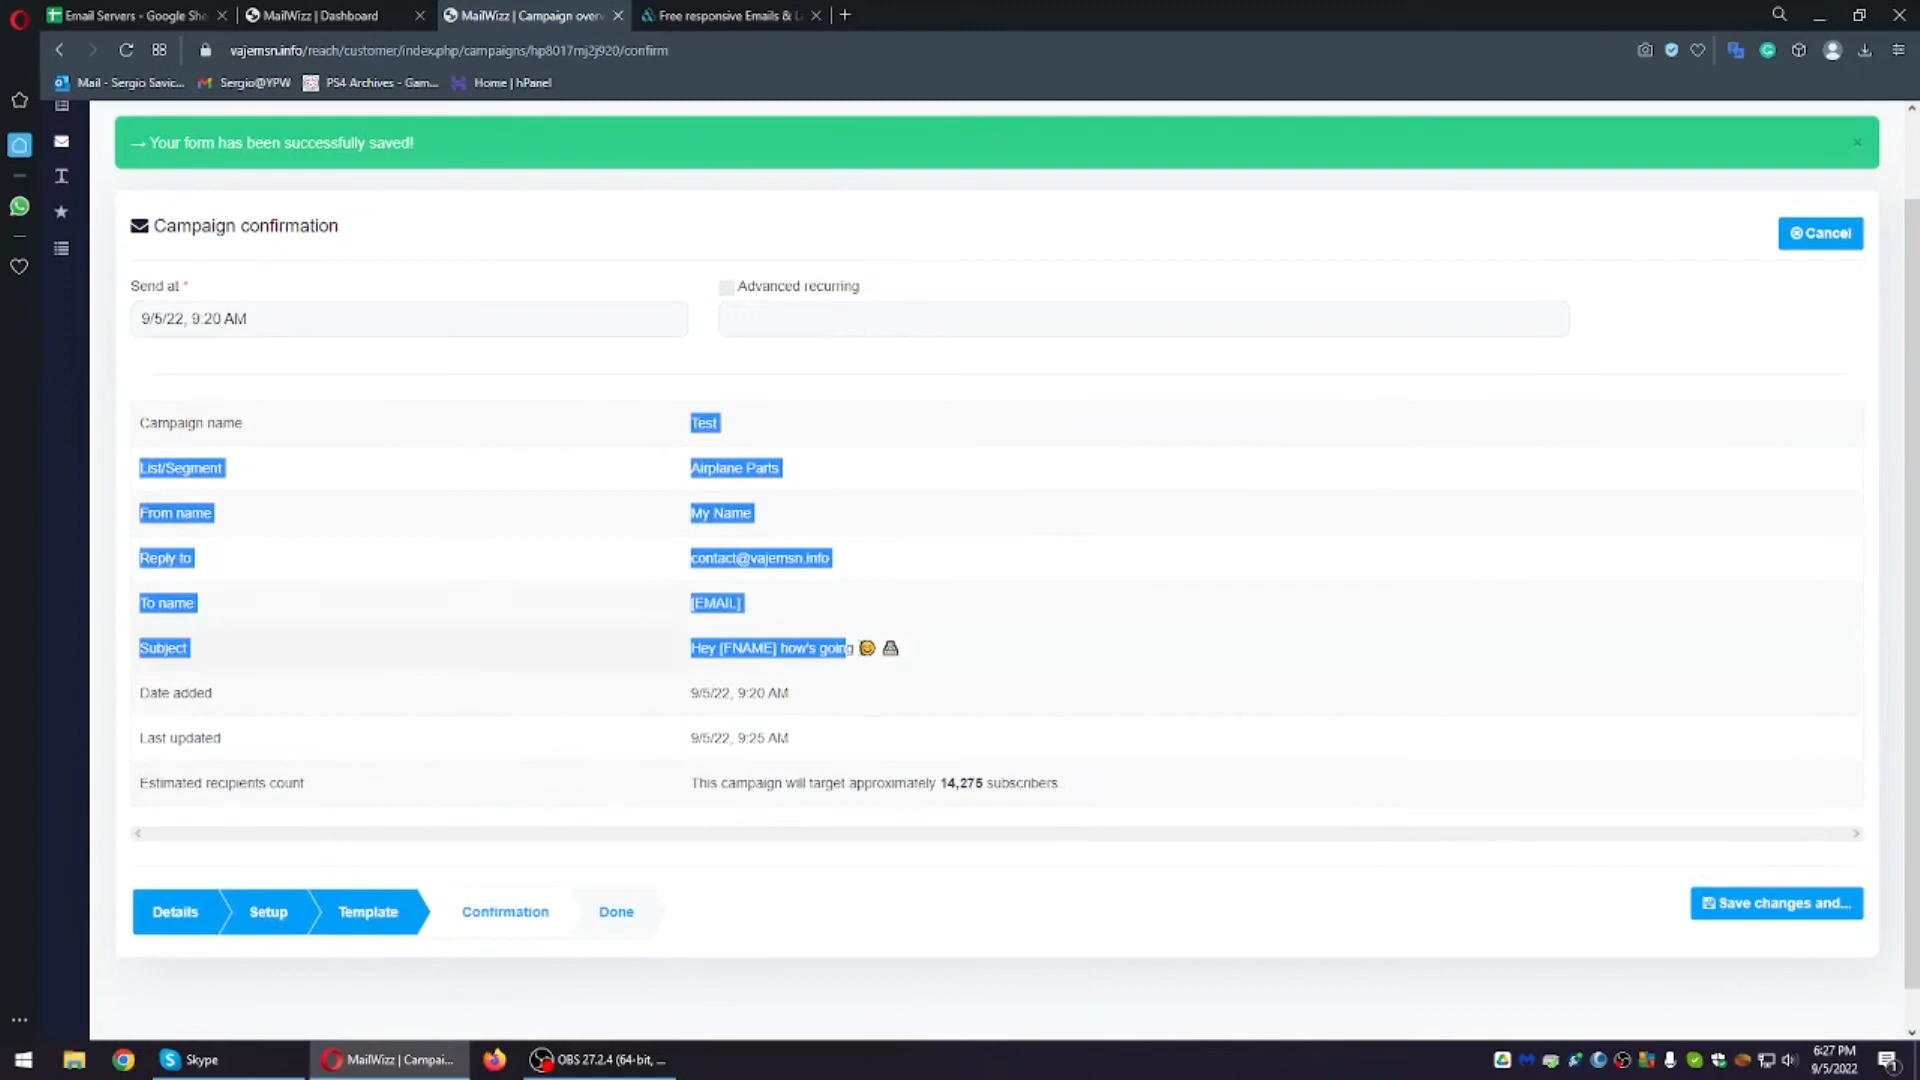 Email Servers - Google She
MailWizz | Dashboard
MailWizz | Campaign over
Free responsive Emails &
vajemsn.info/reach/customer/index.php/campaigns/hp8017mj2j920/confirm
Mail - Sergio Savic...
Sergio@YPW
PS4 Archives - Gam...
Home | hPanel
→ Your form has been successfully saved!
Campaign confirmation
Cancel
Send at *
Advanced recurring
9/5/22, 9:20 AM
Campaign name
Test
List/Segment
Airplane Parts
From name
My Name
Reply to
contact@vajemsn.info
To name
[EMAIL]
Subject
Hey [FNAME] how's going
Date added
9/5/22, 9:20 AM
Last updated
9/5/22, 9:25 AM
Estimated recipients count
This campaign will target approximately 14,275 subscribers.
Details
Setup
Template
Confirmation
Done
Save changes and...
Skype
MailWizz | Campai...
OBS 27.2.4 (64-bit, ...
6:27 PM
9/5/2022